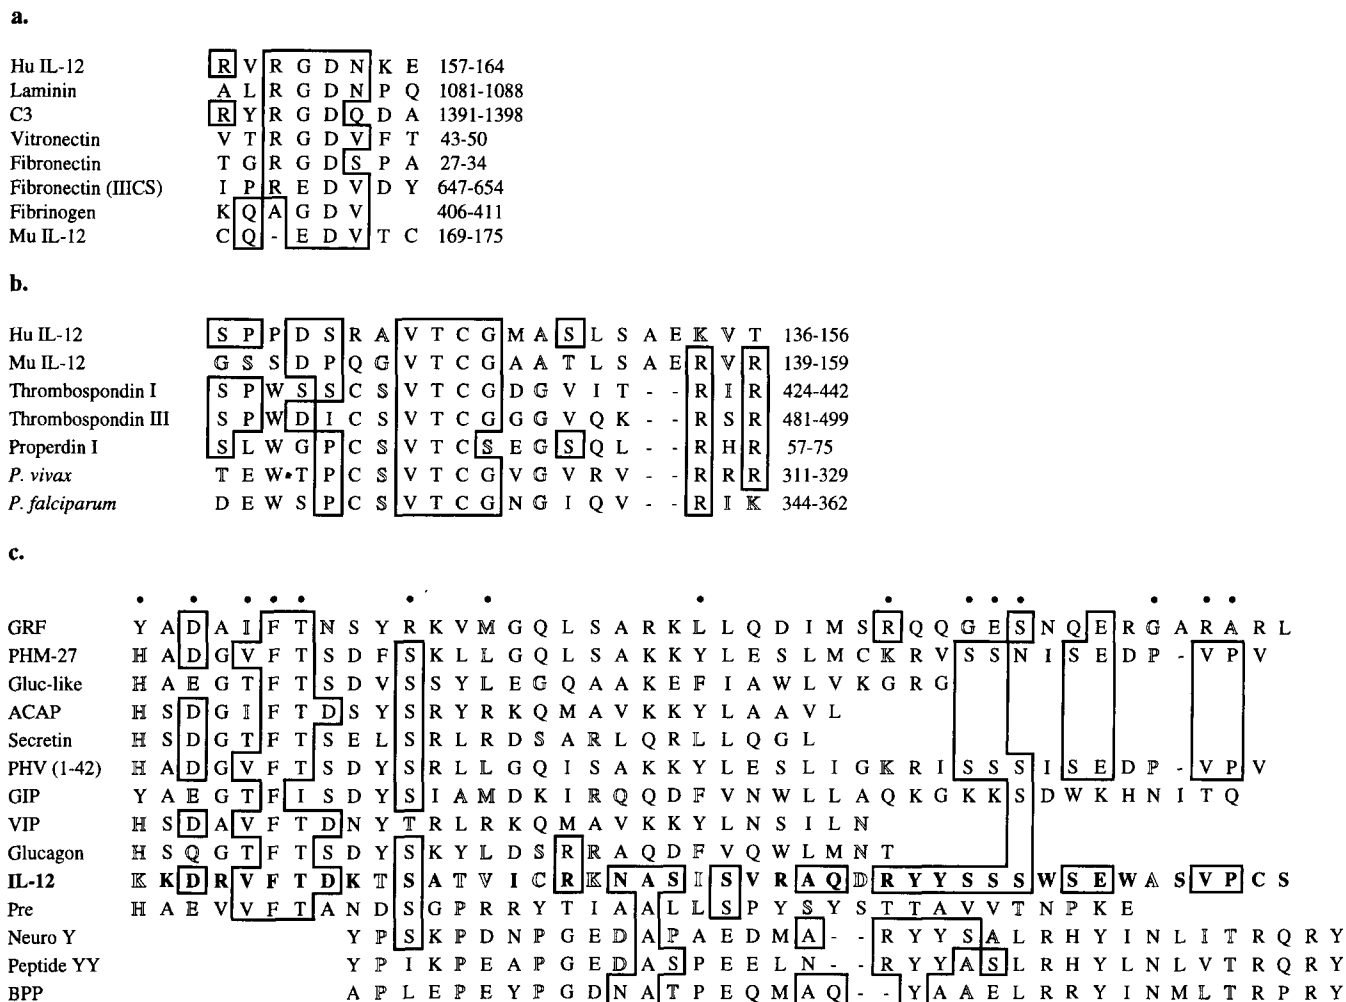 a.
Hu IL-12 R V R G D N K E 157-164
Laminin A L R G D N P Q 1081-1088
C3 R Y R G D Q D A 1391-1398
Vitronectin V T R G D V F T 43-50
Fibronectin T G R G D S P A 27-34
Fibronectin (IIICS) I P R E D V D Y 647-654
Fibrinogen K Q A G D V 406-411
Mu IL-12 C Q - E D V T C 169-175
b.
Hu IL-12 S P P D S R A V T C G M A S L S A E K V T 136-156
Mu IL-12 G S S D P Q G V T C G A A T L S A E R V R 139-159
Thrombospondin I S P W S S C S V T C G D G V I T - - R I R 424-442
Thrombospondin III S P W D I C S V T C G G G V Q K - - R S R 481-499
Properdin I S L W G P C S V T C S E G S Q L - - R H R 57-75
P. vivax T E W • T P C S V T C G V G V R V - - R R R 311-329
P. falciparum D E W S P C S V T C G N G I Q V - - R I K 344-362
c.
GRF Y A D A I F T N S Y R K V M G Q L S A R K L L Q D I M S R Q Q G E S N Q E R G A R A R L
PHM-27 H A D G V F T S D F S K L L G Q L S A K K Y L E S L M C K R V S S N I S E D P - V P V
Gluc-like H A E G T F T S D V S S Y L E G Q A A K E F I A W L V K G R G
ACAP H S D G I F T D S Y S R Y R K Q M A V K K Y L A A V L
Secretin H S D G T F T S E L S R L R D S A R L Q R L L Q G L
PHV (1-42) H A D G V F T S D Y S R L L G Q I S A K K Y L E S L I G K R I S S S I S E D P - V P V
GIP Y A E G T F I S D Y S I A M D K I R Q Q D F V N W L L A Q K G K K S D W K H N I T Q
VIP H S D A V F T D N Y T R L R K Q M A V K K Y L N S I L N
Glucagon H S Q G T F T S D Y S K Y L D S R R A Q D F V Q W L M N T
IL-12 K K D R V F T D K T S A T V I C R K N A S I S V R A Q D R Y Y S S S W S E W A S V P C S
Pre H A E V V F T A N D S G P R R Y T I A A L L S P Y S Y S T T A V V T N P K E
Neuro Y Y P S K P D N P G E D A P A E D M A - - R Y Y S A L R H Y I N L I T R Q R Y
Peptide YY Y P I K P E A P G E D A S P E E L N - - R Y Y A S L R H Y L N L V T R Q R Y
BPP A P L E P E Y P G D N A T P E Q M A Q - - Y A A E L R R Y I N M L T R P R Y